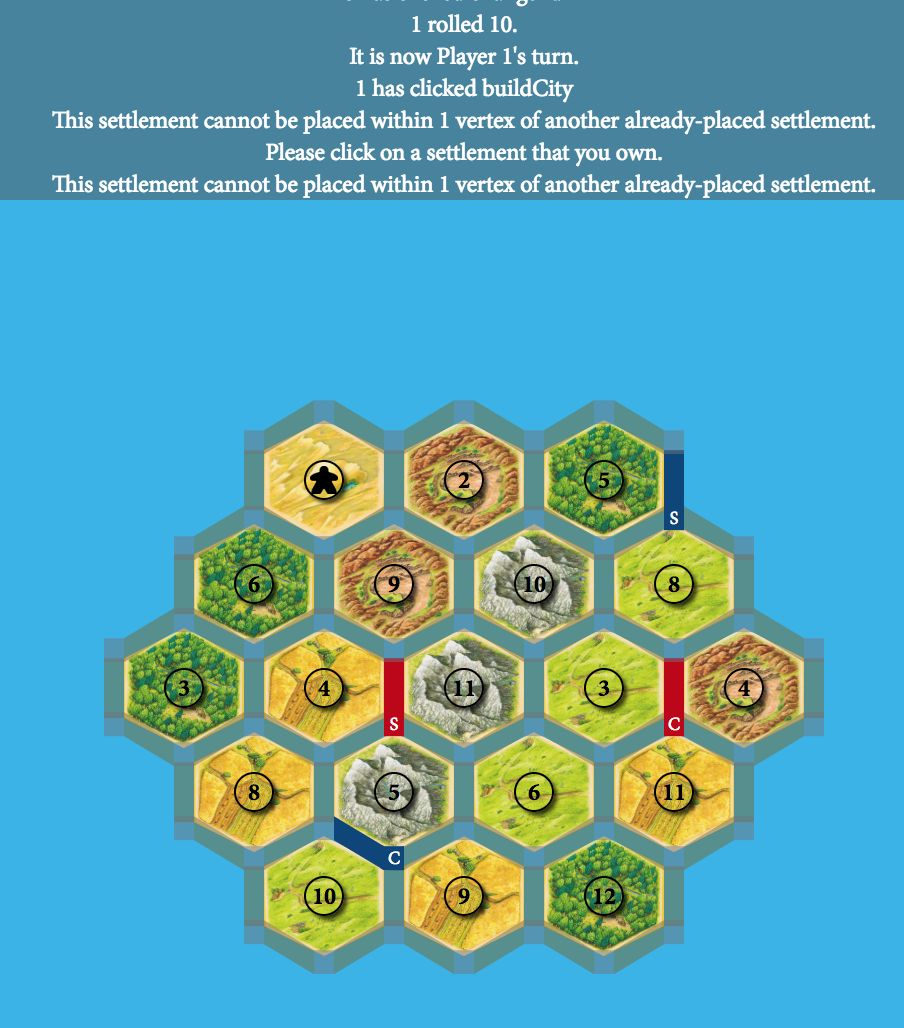 1 rolled 10.
It is now Player 1's turn.
1 has clicked buildCity
This settlement cannot be placed within 1 vertex of another already-placed settlement.
Please click on a settlement that you own.
This settlement cannot be placed within 1 vertex of another already-placed settlement.
2 5
S
6 9 10 8
3 4 11 3 4
S C
8 5 6 11
C
10 9 12